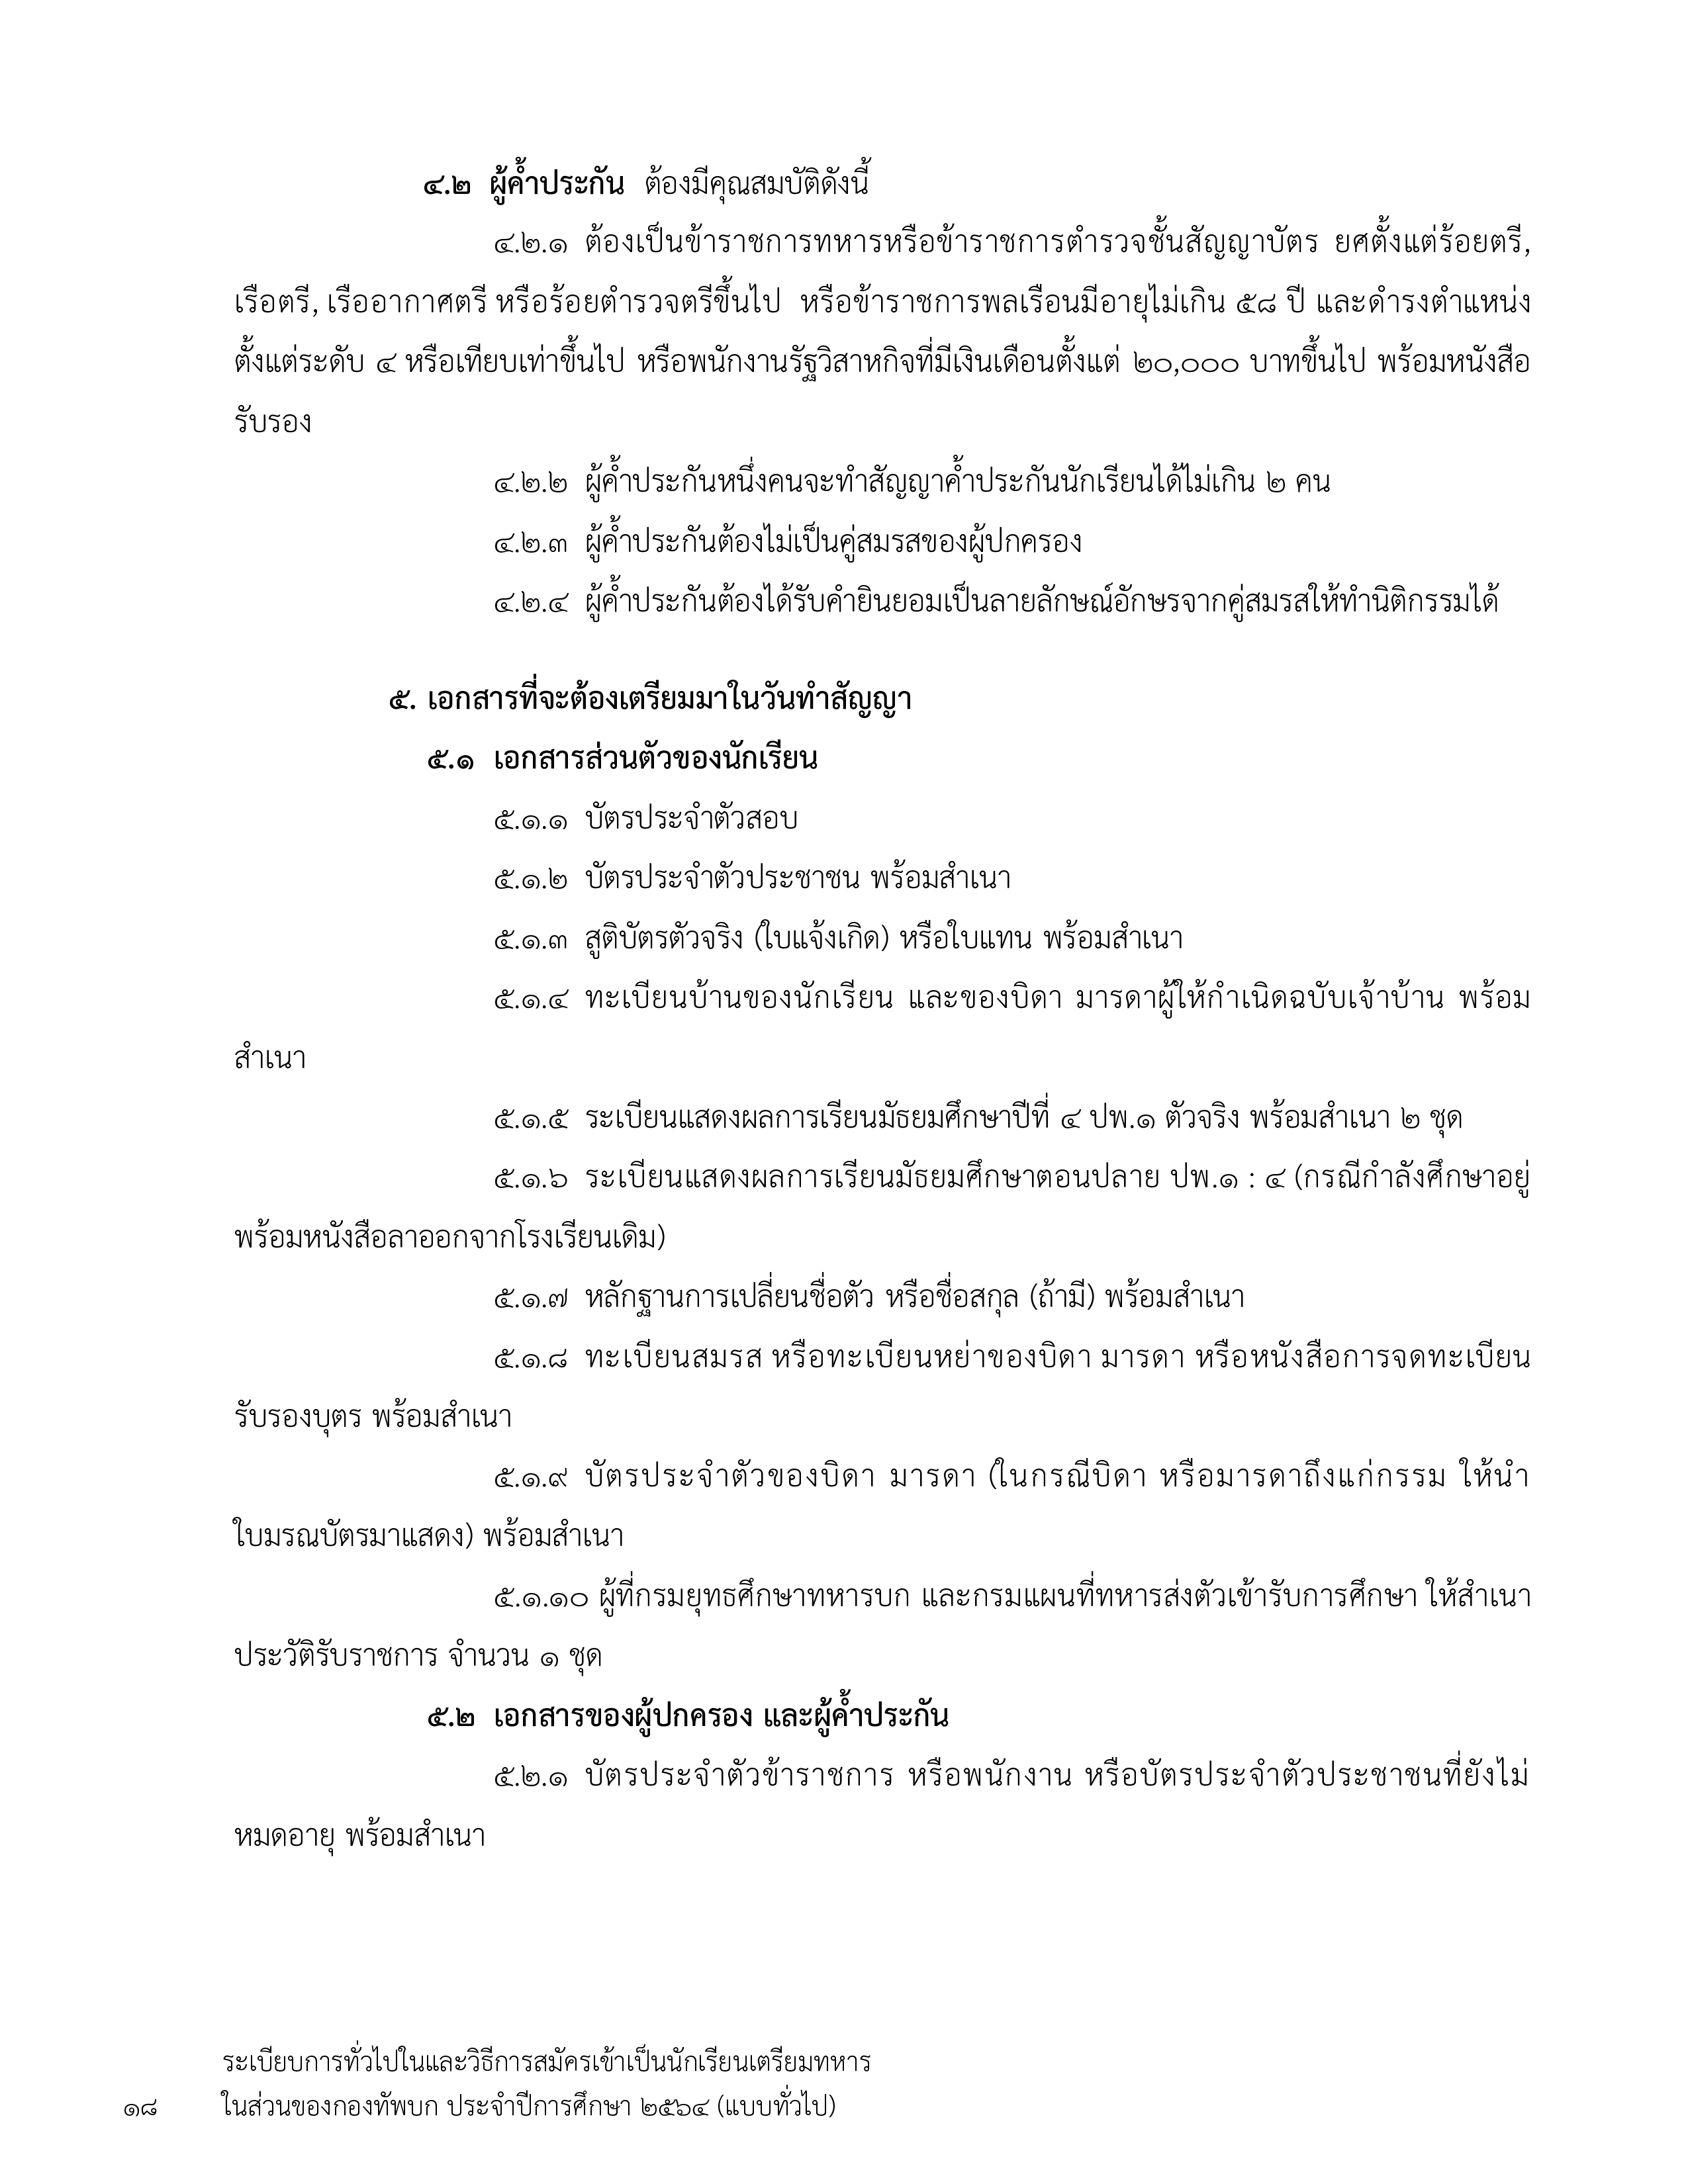 ๔.๒ ผู้ค้ำประกัน ต้องมีคุณสมบัติดังนี้
๔.๒.๑ ต้องเป็นข้าราชการทหารหรือข้าราชการตำรวจชั้นสัญญาบัตร ยศตั้งแต่ร้อยตรี,
เรือตรี, เรืออากาศตรี หรือร้อยตำรวจตรีขึ้นไป หรือข้าราชการพลเรือนมีอายุไม่เกิน ๕๘ ปี และดำรงตำแหน่ง
ตั้งแต่ระดับ ๔ หรือเทียบเท่าขึ้นไป หรือพนักงานรัฐวิสาหกิจที่มีเงินเดือนตั้งแต่ ๒๐,๐๐๐ บาทขึ้นไป พร้อมหนังสือ
รับรอง
๔.๒.๒ ผู้ค้ำประกันหนึ่งคนจะทำสัญญาค้ำประกันนักเรียนได้ไม่เกิน ๒ คน
๔.๒.๓ ผู้ค้ำประกันต้องไม่เป็นคู่สมรสของผู้ปกครอง
๔.๒.๔ ผู้ค้ำประกันต้องได้รับคำยินยอมเป็นลายลักษณ์อักษรจากคู่สมรสให้ทำนิติกรรมได้
๕. เอกสารที่จะต้องเตรียมมาในวันทำสัญญา
๕.๑ เอกสารส่วนตัวของนักเรียน
๕.๑.๑ บัตรประจำตัวสอบ
๕.๑.๒ บัตรประจำตัวประชาชน พร้อมสำเนา
๕.๑.๓ สูติบัตรตัวจริง (ใบแจ้งเกิด) หรือใบแทน พร้อมสำเนา
๕.๑.๔ ทะเบียนบ้านของนักเรียน และของบิดา มารดาผู้ให้กำเนิดฉบับเจ้าบ้าน พร้อม
สำเนา
๕.๑.๕ ระเบียนแสดงผลการเรียนมัธยมศึกษาปีที่ ๔ ปพ.๑ ตัวจริง พร้อมสำเนา ๒ ชุด
๕.๑.๖ ระเบียนแสดงผลการเรียนมัธยมศึกษาตอนปลาย ปพ.๑ : ๔ (กรณีกำลังศึกษาอยู่
พร้อมหนังสือลาออกจากโรงเรียนเดิม)
๕.๑.๗ หลักฐานการเปลี่ยนชื่อตัว หรือชื่อสกุล (ถ้ามี) พร้อมสำเนา
๕.๑.๘ ทะเบียนสมรส หรือทะเบียนหย่าของบิดา มารดา หรือหนังสือการจดทะเบียน
รับรองบุตร พร้อมสำเนา
๕.๑.๙ บัตรประจำตัวของบิดา มารดา (ในกรณีบิดา หรือมารดาถึงแก่กรรม ให้นำ
ใบมรณบัตรมาแสดง) พร้อมสำเนา
๕.๑.๑๐ ผู้ที่กรมยุทธศึกษาทหารบก และกรมแผนที่ทหารส่งตัวเข้ารับการศึกษา ให้สำเนา
ประวัติรับราชการ จำนวน ๑ ชุด
๕.๒ เอกสารของผู้ปกครอง และผู้ค้ำประกัน
๕.๒.๑ บัตรประจำตัวข้าราชการ หรือพนักงาน หรือบัตรประจำตัวประชาชนที่ยังไม่
หมดอายุ พร้อมสำเนา
ระเบียบการทั่วไปในและวิธีการสมัครเข้าเป็นนักเรียนเตรียมทหาร
๑๘ ในส่วนของกองทัพบก ประจำปีการศึกษา ๒๕๖๔ (แบบทั่วไป)